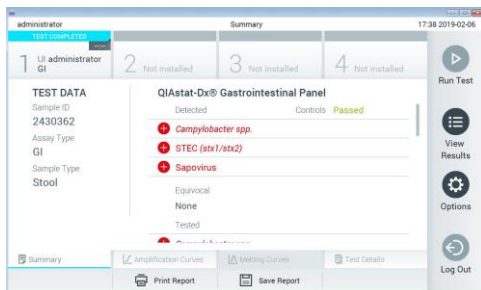 administrator Summary 17:38 2019-02-06
TEST COMPLETED
1 UI administrator GI
2 Not installed
3 Not installed
4 Not installed
Run Test
View Results
Options
Log Out
TEST DATA
Sample ID
2430362
Assay Type
GI
Sample Type
Stool
QIAstat-Dx® Gastrointestinal Panel
Detected Controls Passed
Campylobacter spp.
STEC (stx1/stx2)
Sapovirus
Equivocal
None
Tested
Campylobacter spp.
Summary
Amplification Curves
Melting Curves
Test Details
Print Report
Save Report